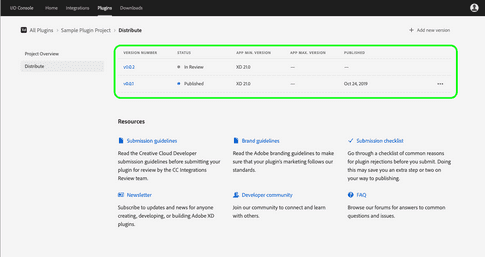 I/O Console Home Integrations Plugins Downloads
Xd All Plugins > Sample Plugin Project > Distribute + Add new version
Project Overview
Distribute
VERSION NUMBER STATUS APP MIN. VERSION APP MAX. VERSION PUBLISHED
v0.0.2 In Review XD 21.0 — —
v0.0.1 Published XD 21.0 — Oct 24, 2019 •••
Resources
Submission guidelines Brand guidelines Submission checklist
Read the Creative Cloud Developer Read the Adobe branding guidelines to make Go through a checklist of common reasons
submission guidelines before submitting your sure that your plugin's marketing follows our for plugin rejections before you submit. Doing
plugin for review by the CC Integrations standards. this may save you an extra step or two on
Review team. your way to publishing.
Newsletter Developer community FAQ
Subscribe to updates and news for anyone Join our community to connect and learn Browse our forums for answers to common
creating, developing, or building Adobe XD with others. questions and issues.
plugins.